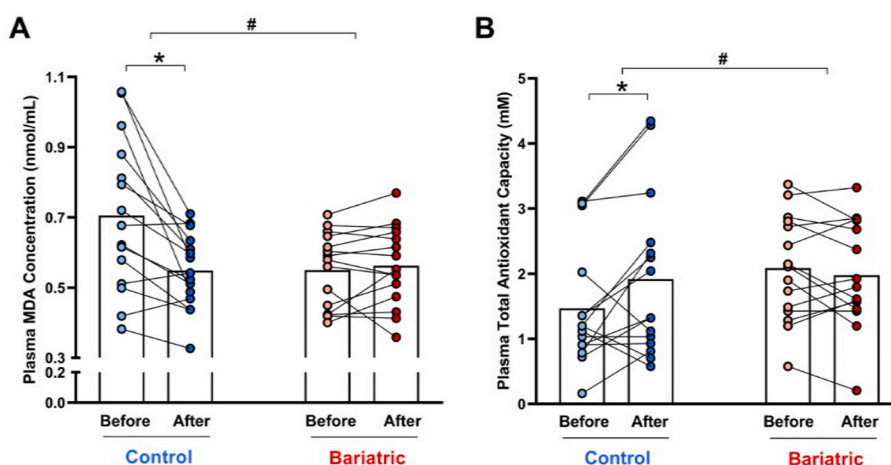 A
#
*
Plasma MDA Concentration (nmol/mL)
1.1
0.9
0.7
0.5
0.3
0.2
0.0
Before After Before After
Control Bariatric
B
#
*
Plasma Total Antioxidant Capacity (mM)
5
4
3
2
1
0
Before After Before After
Control Bariatric